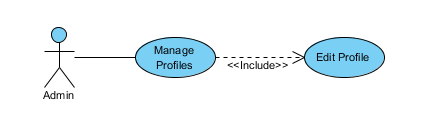 Manage
Profiles
Edit Profile
<<Include>>
Admin